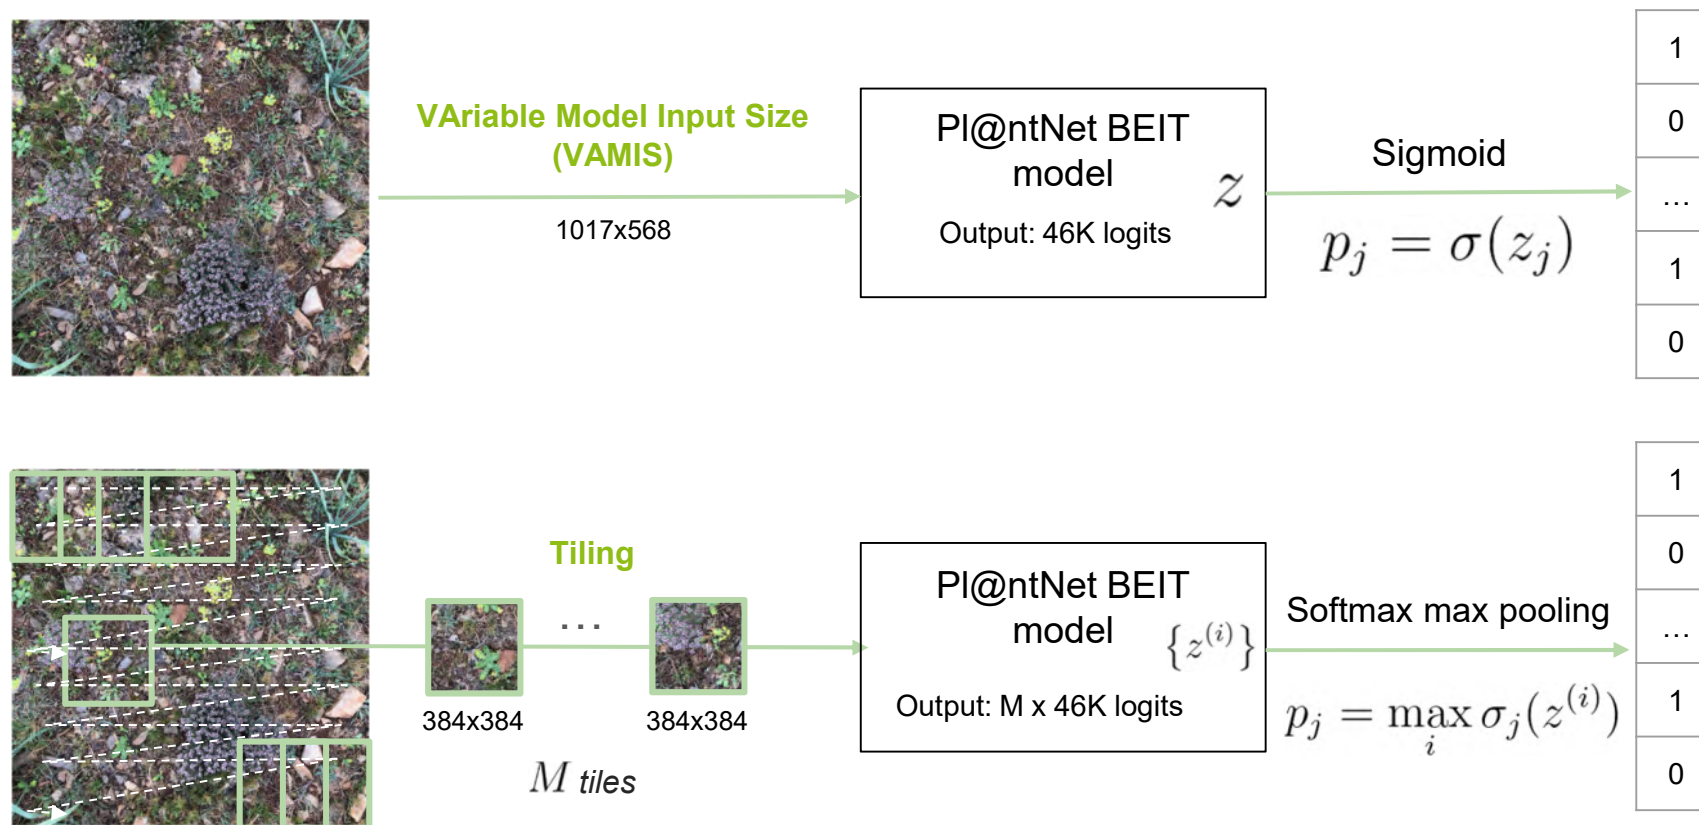 VAriable Model Input Size
(VAMIS)
1017x568
Pl@ntNet BEIT
model
z
Output: 46K logits
Sigmoid
p_j = σ(z_j)
1
0
...
1
0
Tiling
...
384x384
384x384
M tiles
Pl@ntNet BEIT
model
{z^{(i)}}
Output: M x 46K logits
Softmax max pooling
p_j = max_i σ_j(z^{(i)})
1
0
...
1
0